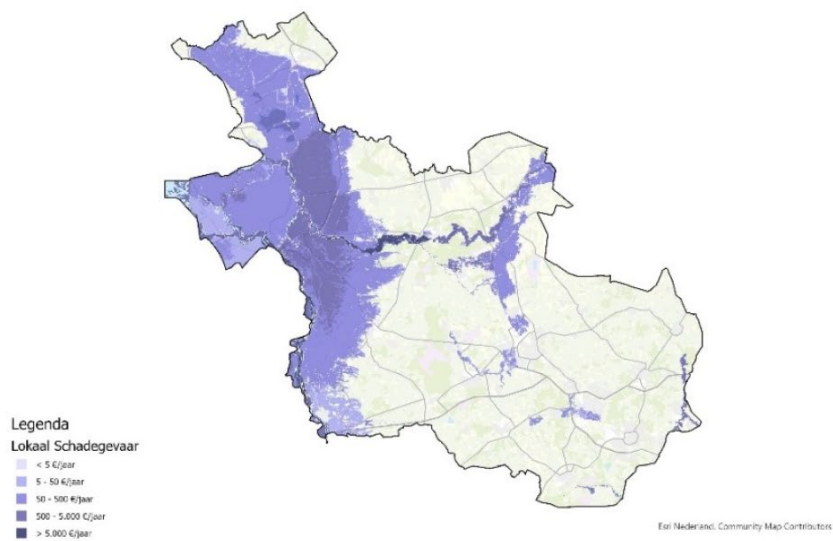 Legenda
Lokaal Schadegevaar
< 5 €/jaar
5 - 50 €/jaar
50 - 500 €/jaar
500 - 5.000 €/jaar
> 5.000 €/jaar
Esri Nederland, Community Map Contributors